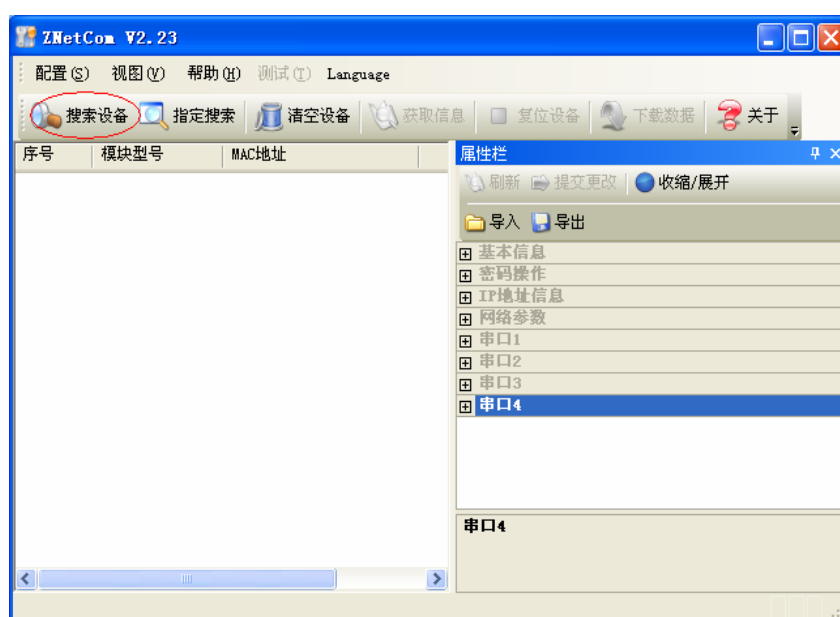 ZNetCom V2.23
配置(S) 视图(V) 帮助(H) 测试(T) Language
搜索设备 指定搜索 清空设备 获取信息 复位设备 下载数据 关于
序号 模块型号 MAC地址
属性栏
刷新 提交更改 收缩/展开
导入 导出
基本信息
密码操作
IP地址信息
网络参数
串口1
串口2
串口3
串口4
串口4